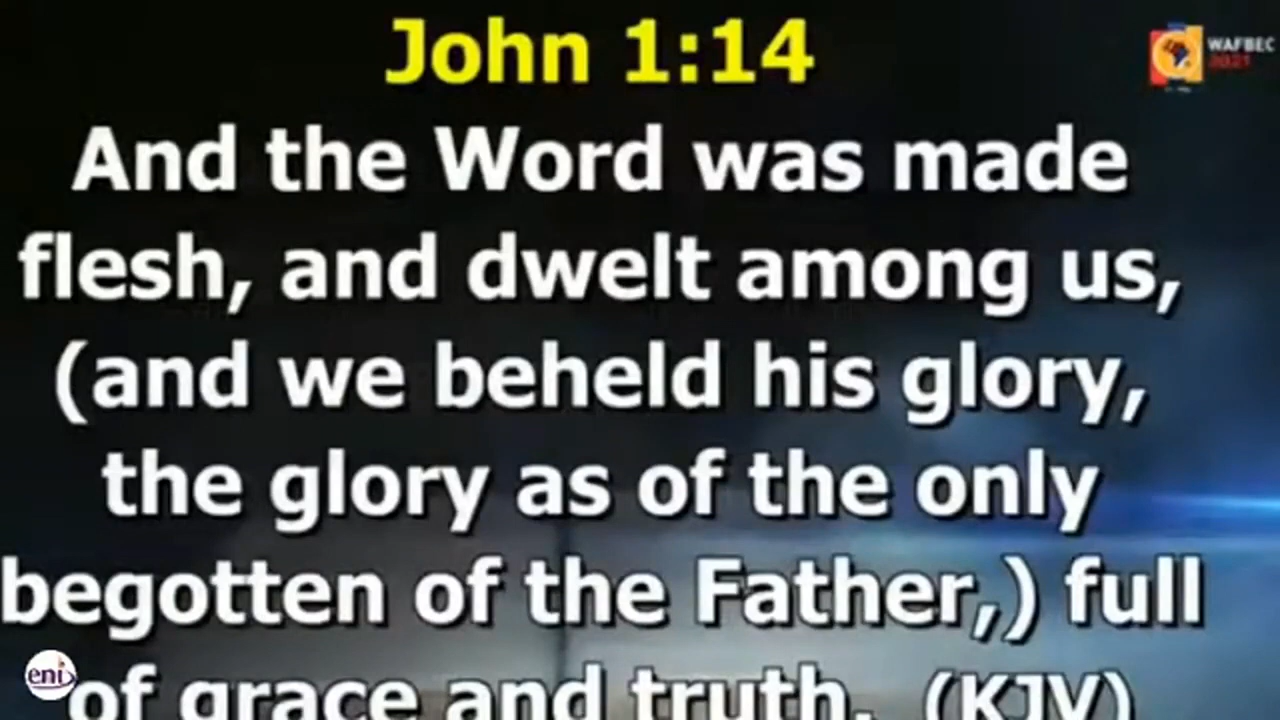 John 1:14
WAFBEC
2021
And the Word was made
flesh, and dwelt among us,
(and we beheld his glory,
the glory as of the only
begotten of the Father,) full
of grace and truth. (KJV)
eni